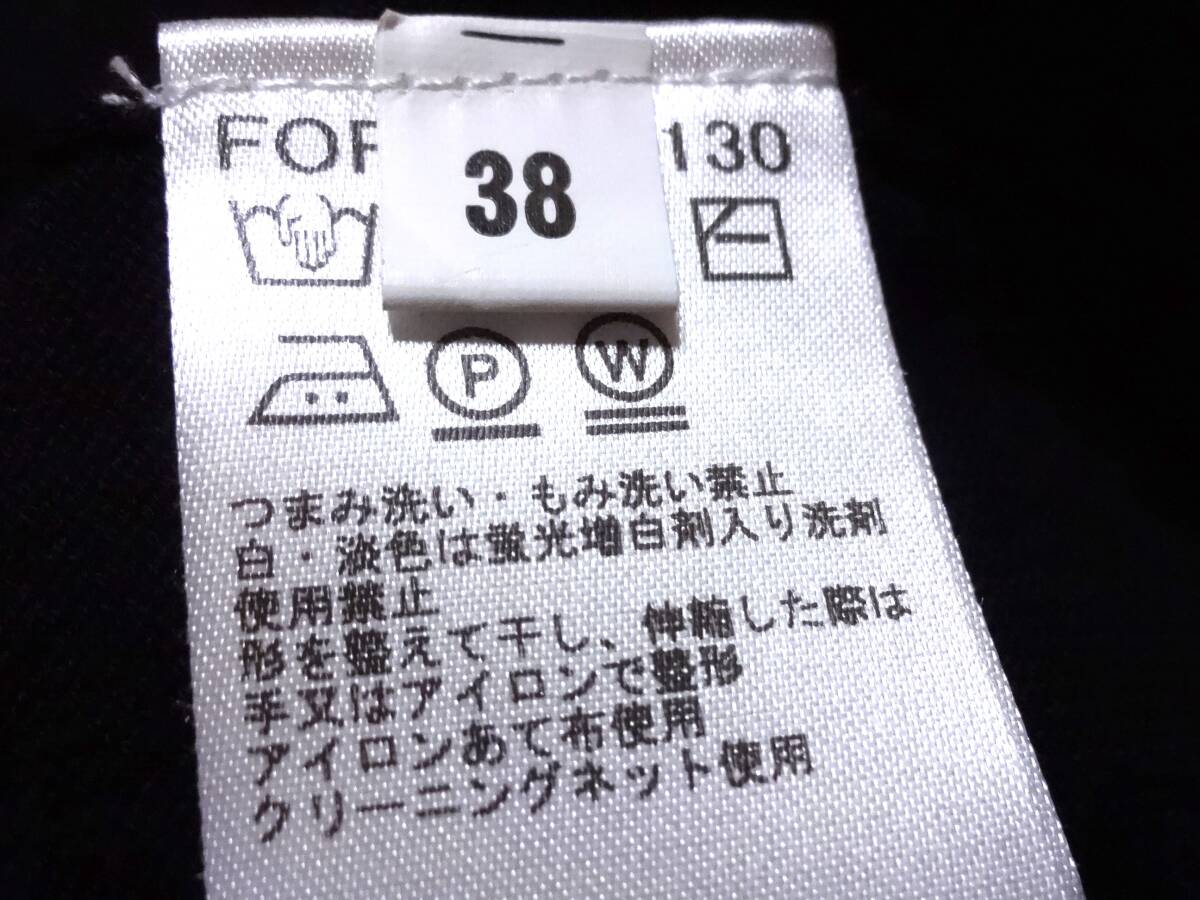 38
130
P
W
つまみ洗い・もみ洗い禁止
白・淡色は蛍光増白剤入り洗剤
使用禁止
形を整えて干し、伸縮した際は
手又はアイロンで整形
アイロンあて布使用
クリーニングネット使用